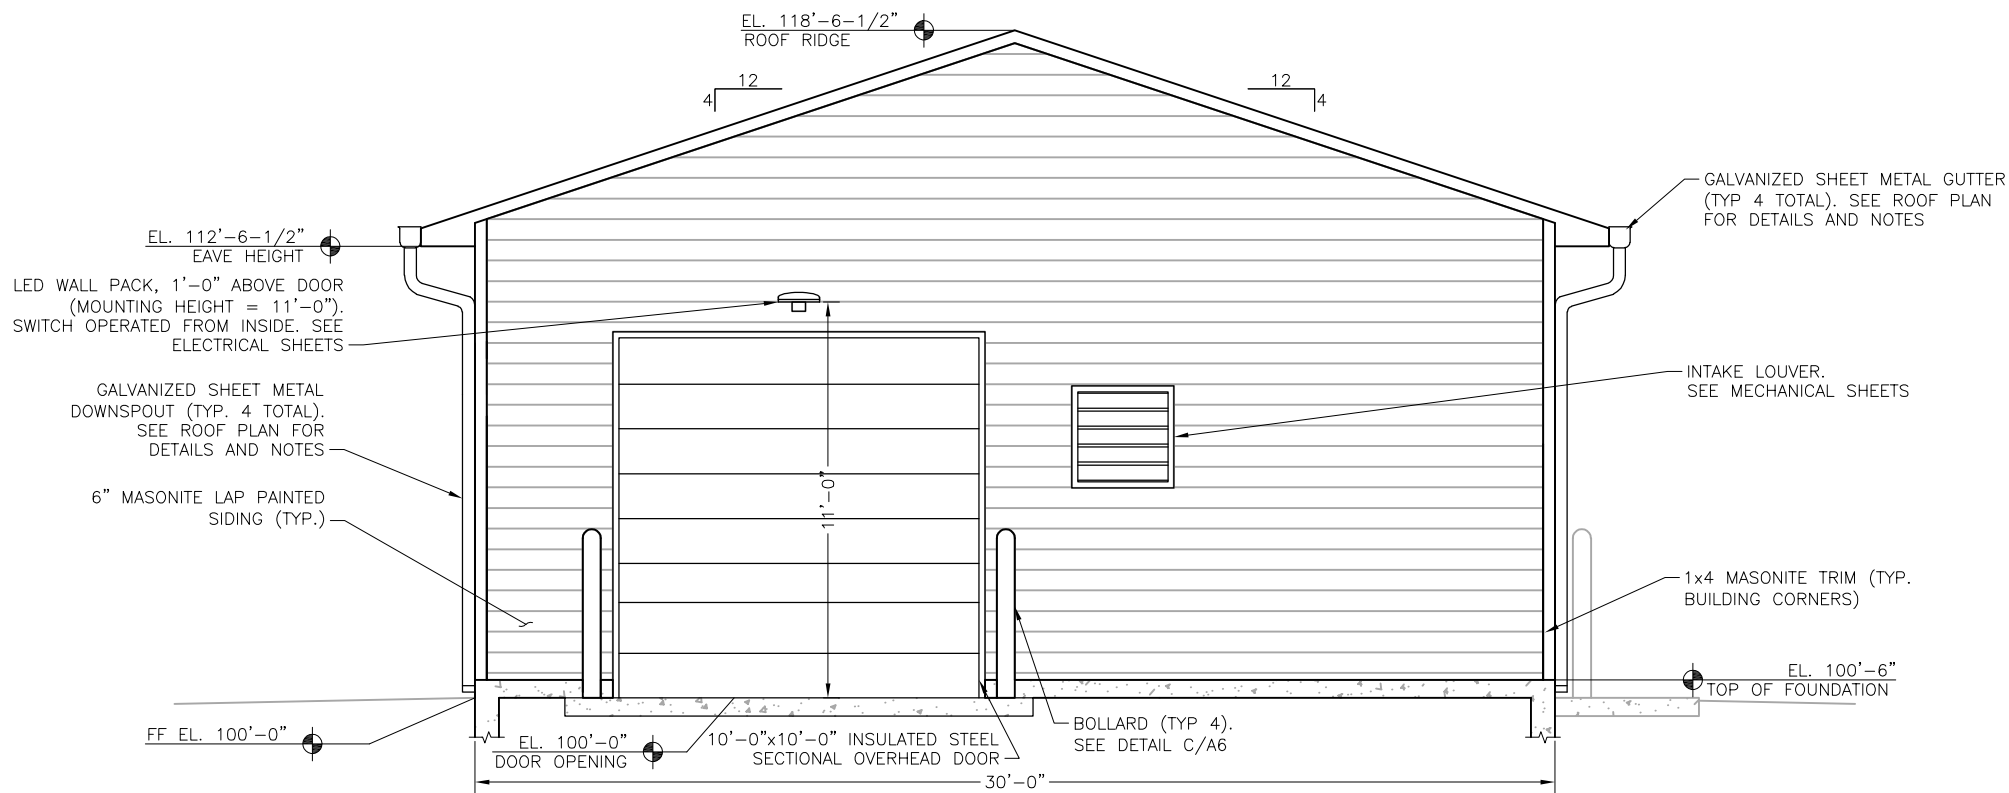 EL. 118'-6-1/2"
ROOF RIDGE
12
4
12
4
GALVANIZED SHEET METAL GUTTER
(TYP 4 TOTAL). SEE ROOF PLAN
FOR DETAILS AND NOTES
EL. 112'-6-1/2"
EAVE HEIGHT
LED WALL PACK, 1'-0" ABOVE DOOR
(MOUNTING HEIGHT = 11'-0").
SWITCH OPERATED FROM INSIDE. SEE
ELECTRICAL SHEETS
INTAKE LOUVER.
SEE MECHANICAL SHEETS
GALVANIZED SHEET METAL
DOWNSPOUT (TYP. 4 TOTAL).
SEE ROOF PLAN FOR
DETAILS AND NOTES
6" MASONITE LAP PAINTED
SIDING (TYP.)
11'-0"
1x4 MASONITE TRIM (TYP.
BUILDING CORNERS)
EL. 100'-6"
TOP OF FOUNDATION
FF EL. 100'-0"
EL. 100'-0"
DOOR OPENING
10'-0"x10'-0" INSULATED STEEL
SECTIONAL OVERHEAD DOOR
BOLLARD (TYP 4).
SEE DETAIL C/A6
30'-0"